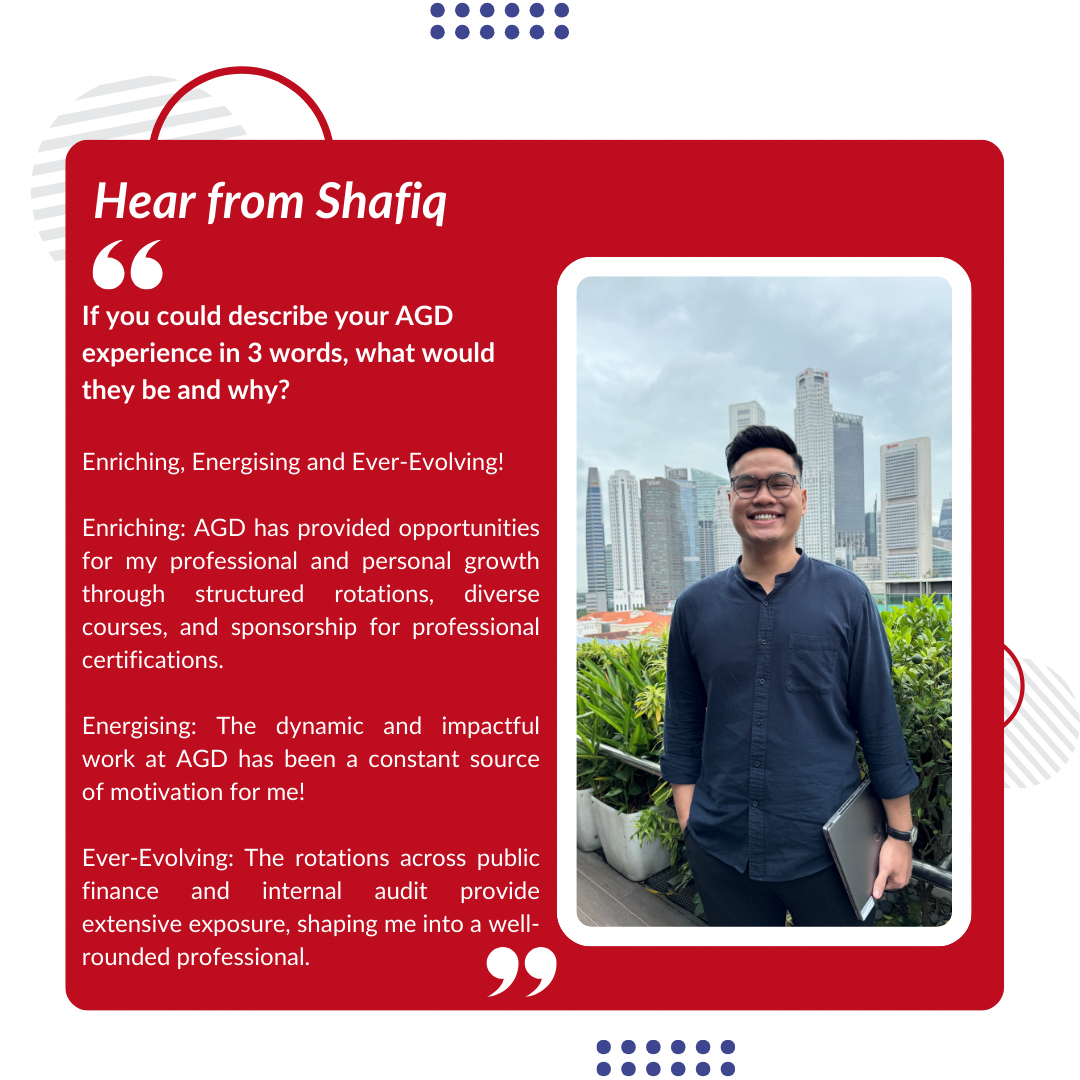 Hear from Shafiq
“
If you could describe your AGD
experience in 3 words, what would
they be and why?
Enriching, Energising and Ever-Evolving!
Enriching: AGD has provided opportunities
for my professional and personal growth
through structured rotations, diverse
courses, and sponsorship for professional
certifications.
Energising: The dynamic and impactful
work at AGD has been a constant source
of motivation for me!
Ever-Evolving: The rotations across public
finance and internal audit provide
extensive exposure, shaping me into a well-
rounded professional.
”